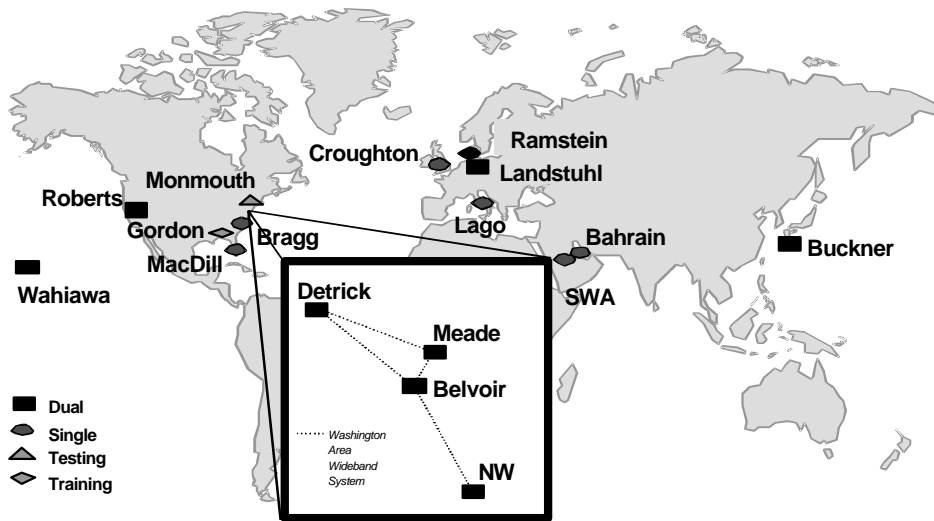 Croughton
Ramstein
Landstuhl
Monmouth
Roberts
Gordon
Bragg
Lago
Bahrain
Buckner
MacDill
SWA
Wahiawa
Detrick
Meade
Belvoir
NW
Washington
Area
Wideband
System
Dual
Single
Testing
Training